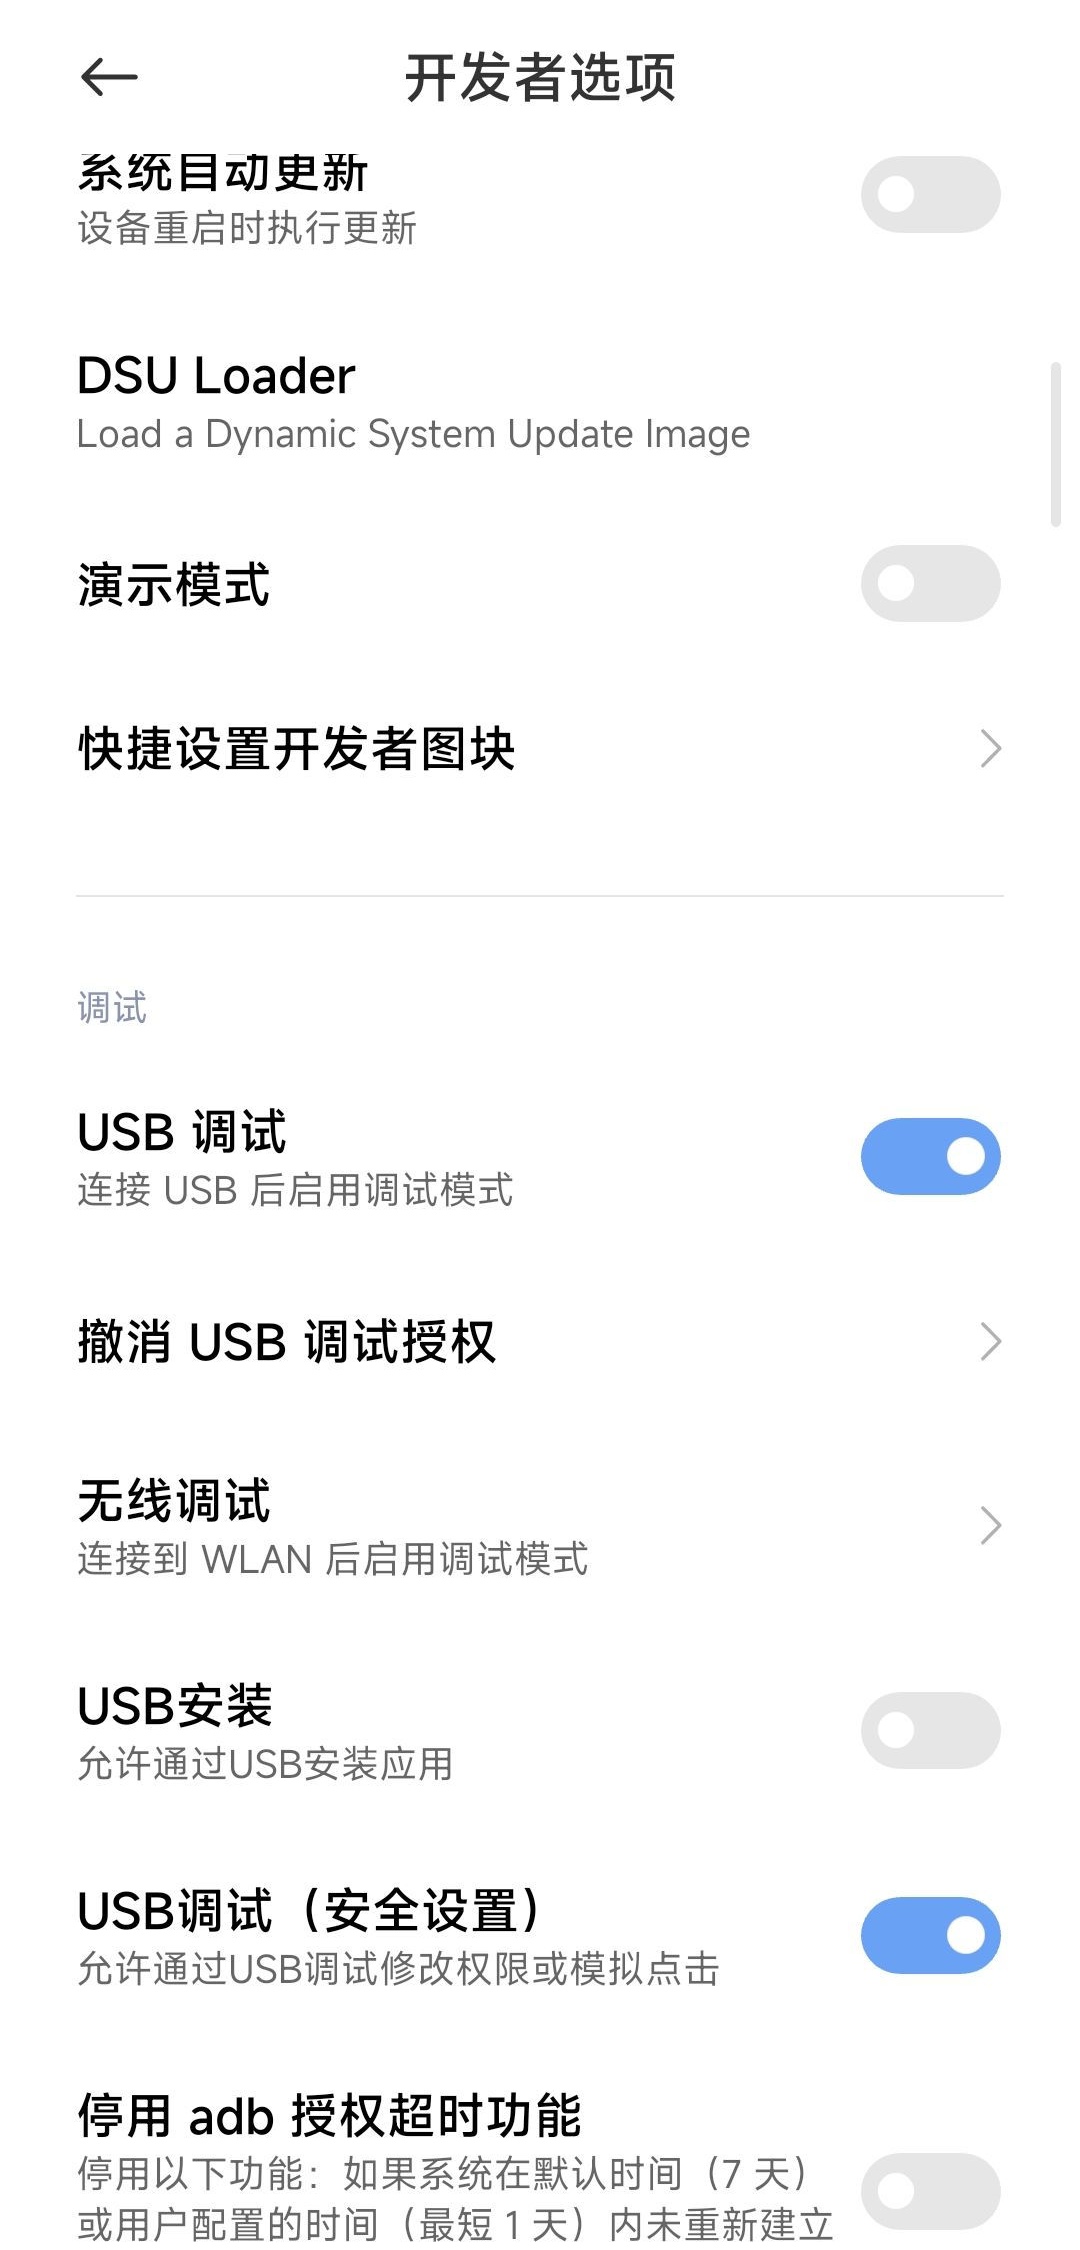 开发者选项
系统自动更新
设备重启时执行更新
DSU Loader
Load a Dynamic System Update Image
演示模式
快捷设置开发者图块
调试
USB 调试
连接 USB 后启用调试模式
撤消 USB 调试授权
无线调试
连接到 WLAN 后启用调试模式
USB安装
允许通过USB安装应用
USB调试（安全设置）
允许通过USB调试修改权限或模拟点击
停用 adb 授权超时功能
停用以下功能：如果系统在默认时间（7 天）
或用户配置的时间（最短 1 天）内未重新建立